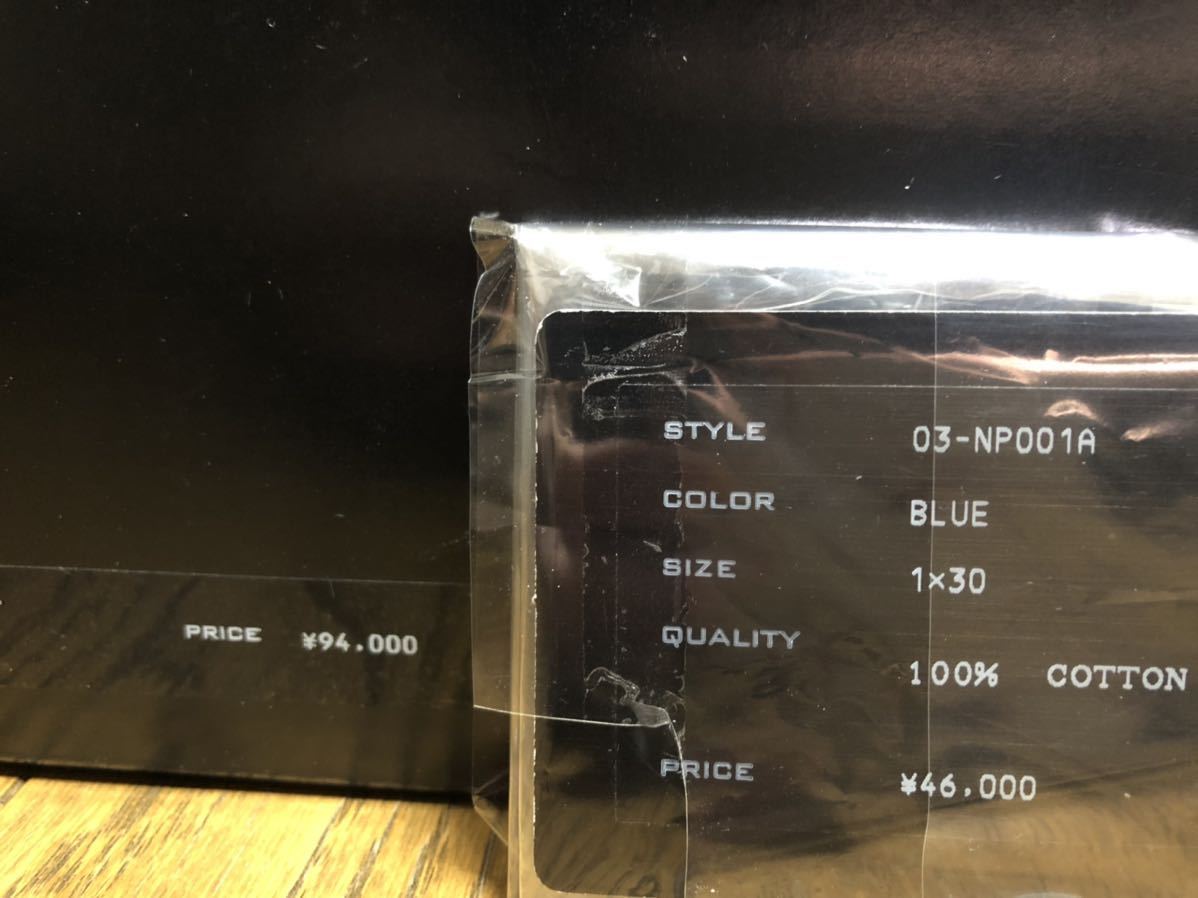 PRICE ¥94.000
STYLE 03-NP001A
COLOR BLUE
SIZE 1×30
QUALITY
100% COTTON
PRICE ¥46,000